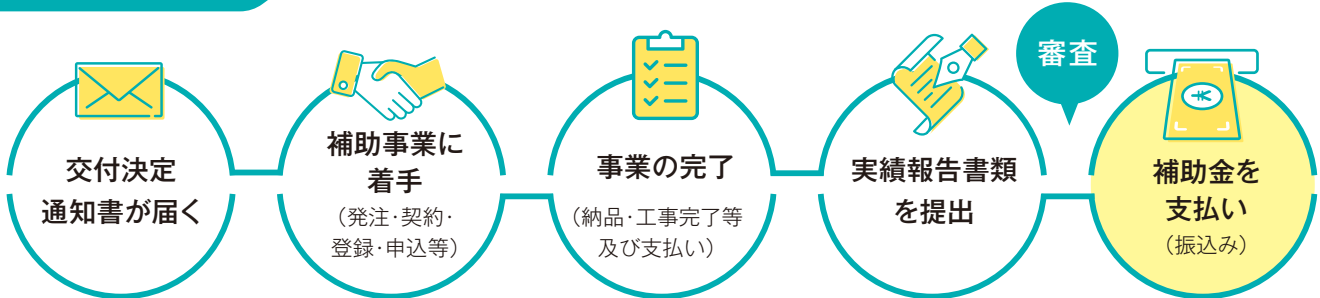 交付決定
通知書が届く
補助事業に
着手
（発注・契約・
登録・申込等）
事業の完了
（納品・工事完了等
及び支払い）
実績報告書類
を提出
審査
補助金を
支払い
（振込み）